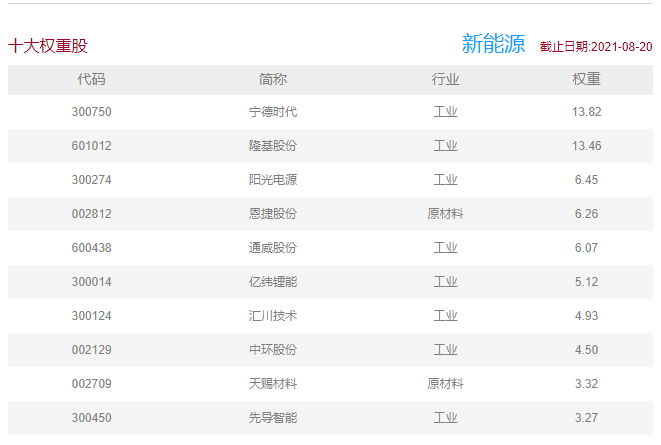 十大权重股 新能源 截止日期:2021-08-20
代码 简称 行业 权重
300750 宁德时代 工业 13.82
601012 隆基股份 工业 13.46
300274 阳光电源 工业 6.45
002812 恩捷股份 原材料 6.26
600438 通威股份 工业 6.07
300014 亿纬锂能 工业 5.12
300124 汇川技术 工业 4.93
002129 中环股份 工业 4.50
002709 天赐材料 原材料 3.32
300450 先导智能 工业 3.27